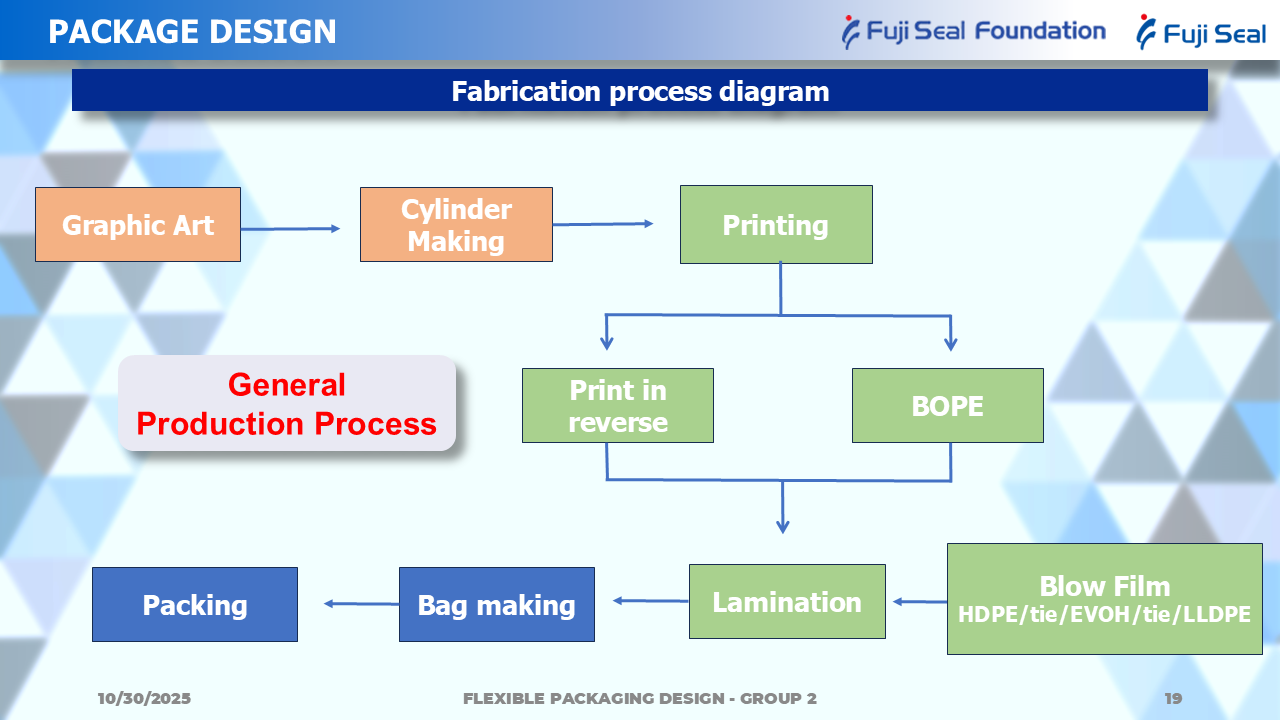 PACKAGE DESIGN
Fuji Seal Foundation
Fuji Seal
Fabrication process diagram
Graphic Art
Cylinder
Making
Printing
General
Production Process
Print in
reverse
BOPE
Packing
Bag making
Lamination
Blow Film
HDPE/tie/EVOH/tie/LLDPE
10/30/2025
FLEXIBLE PACKAGING DESIGN - GROUP 2
19